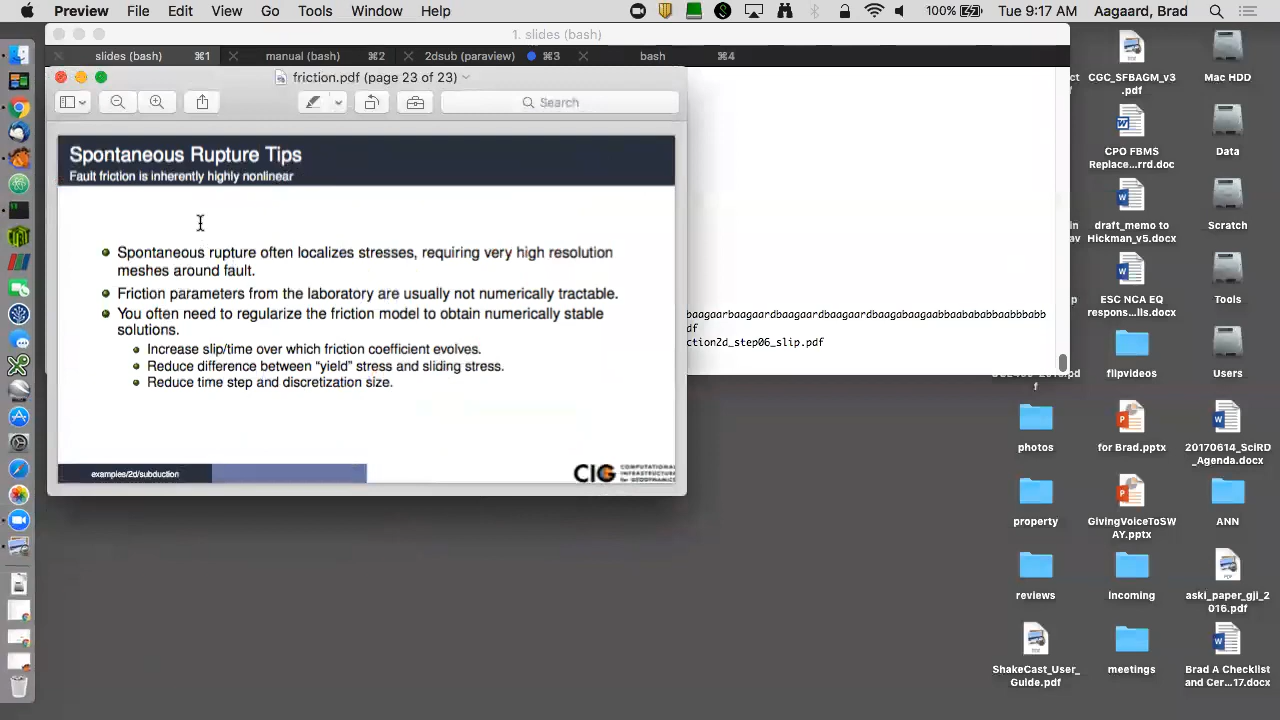 Preview File Edit View Go Tools Window Help 100% Tue 9:17 AM Aagaard, Brad
1. slides (bash)
slides (bash) ⌘1 manual (bash) ⌘2 2dsub (paraview) ⌘3 bash ⌘4
friction.pdf (page 23 of 23)
Search
Spontaneous Rupture Tips
Fault friction is inherently highly nonlinear
Spontaneous rupture often localizes stresses, requiring very high resolution
meshes around fault.
Friction parameters from the laboratory are usually not numerically tractable.
You often need to regularize the friction model to obtain numerically stable
solutions.
Increase slip/time over which friction coefficient evolves.
Reduce difference between “yield” stress and sliding stress.
Reduce time step and discretization size.
examples/2d/subduction
CIG COMPUTATIONAL
INFRASTRUCTURE
for GEODYNAMICS
df
ction2d_step06_slip.pdf
CGC_SFBAGM_v3
.pdf
Mac HDD
CPO FBMS
Replace...rrd.doc
Data
draft_memo to
Hickman_v5.docx
Scratch
ESC NCA EQ
respons...lls.docx
Tools
flipvideos
Users
f
photos
for Brad.pptx
20170614_SciRD
_Agenda.docx
property
GivingVoiceToSW
AY.pptx
ANN
reviews
incoming
aski_paper_gji_2
016.pdf
ShakeCast_User_
Guide.pdf
meetings
Brad A Checklist
and Cer...17.docx